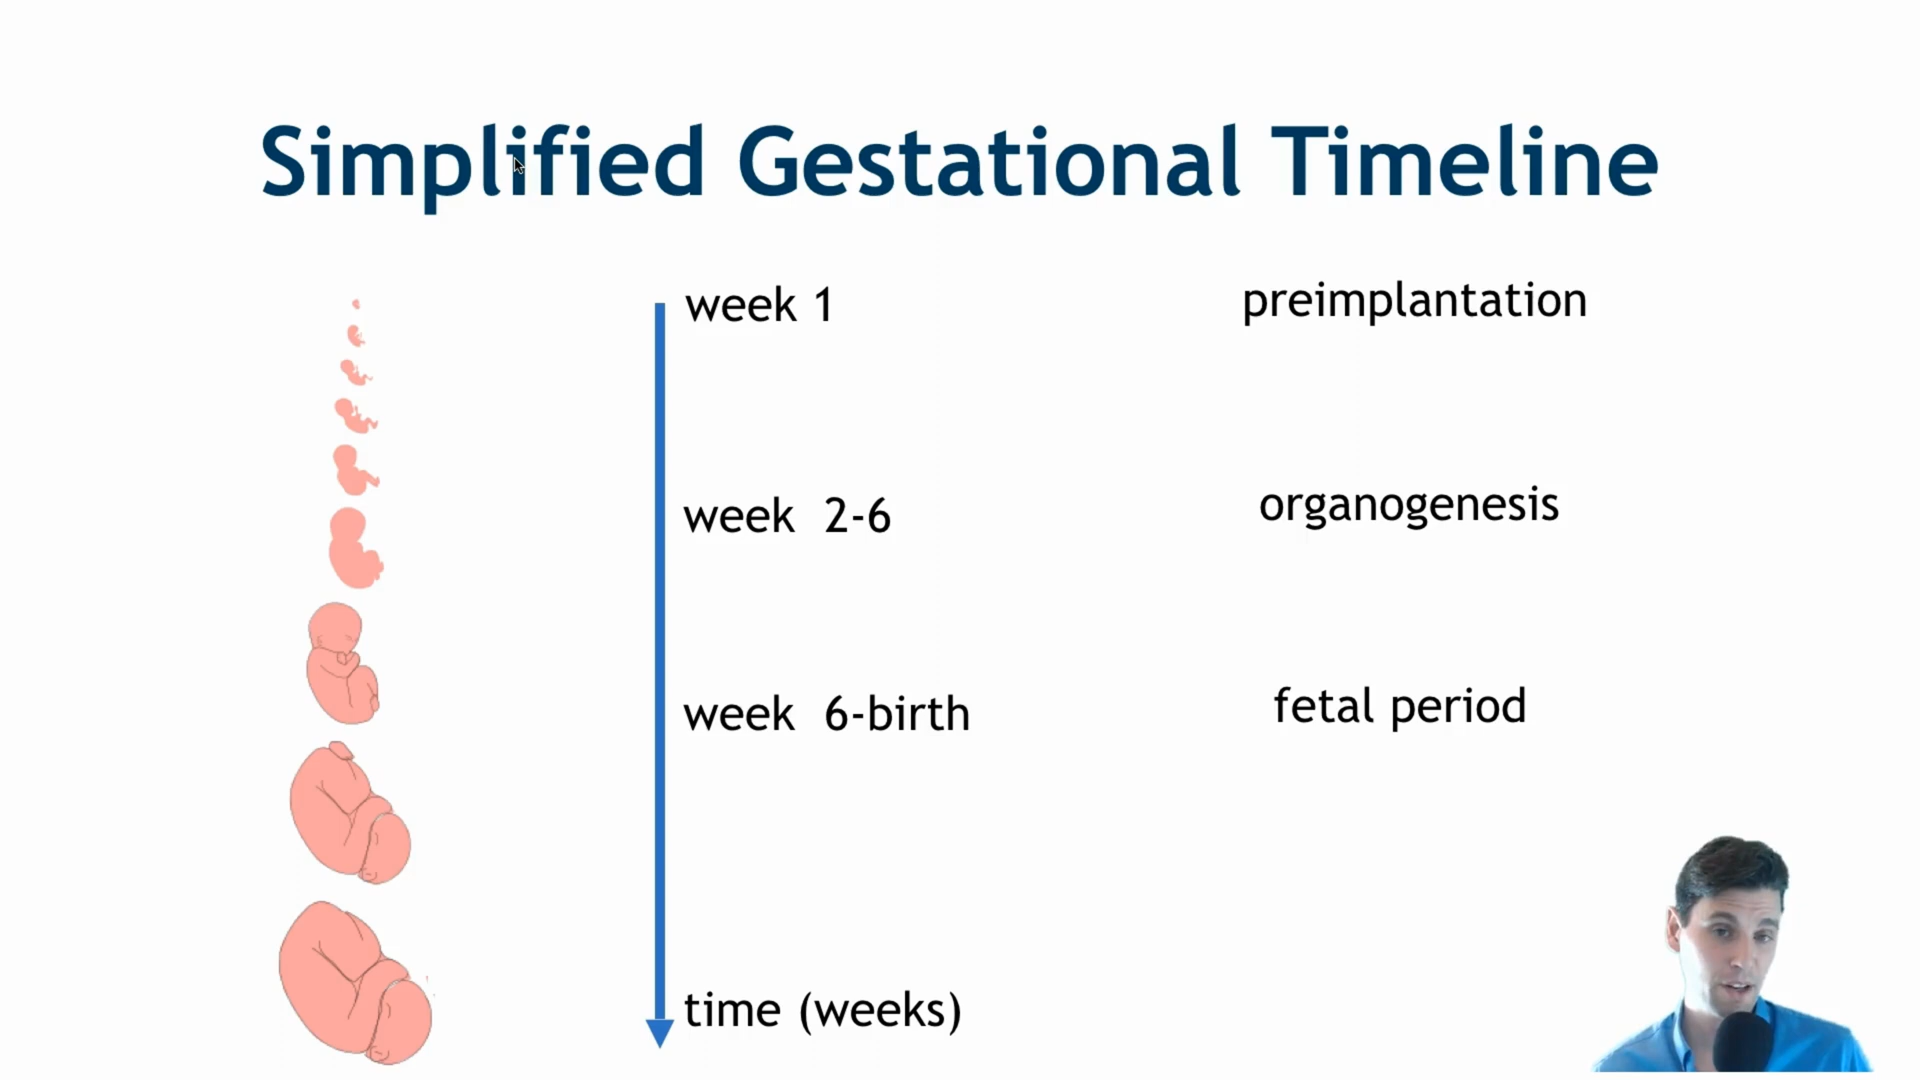 Simplified Gestational Timeline
week 1
preimplantation
week 2-6
organogenesis
week 6-birth
fetal period
time (weeks)